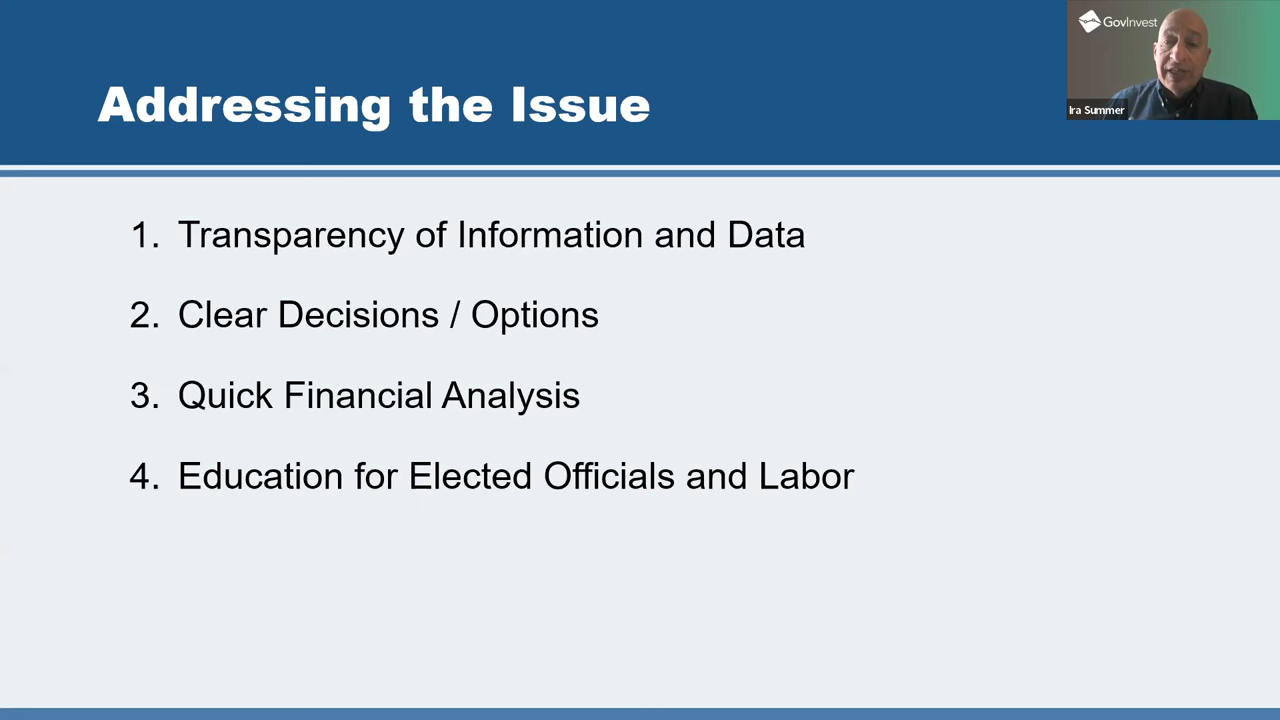 GovInvest
Ira Summer
Addressing the Issue
1. Transparency of Information and Data
2. Clear Decisions / Options
3. Quick Financial Analysis
4. Education for Elected Officials and Labor